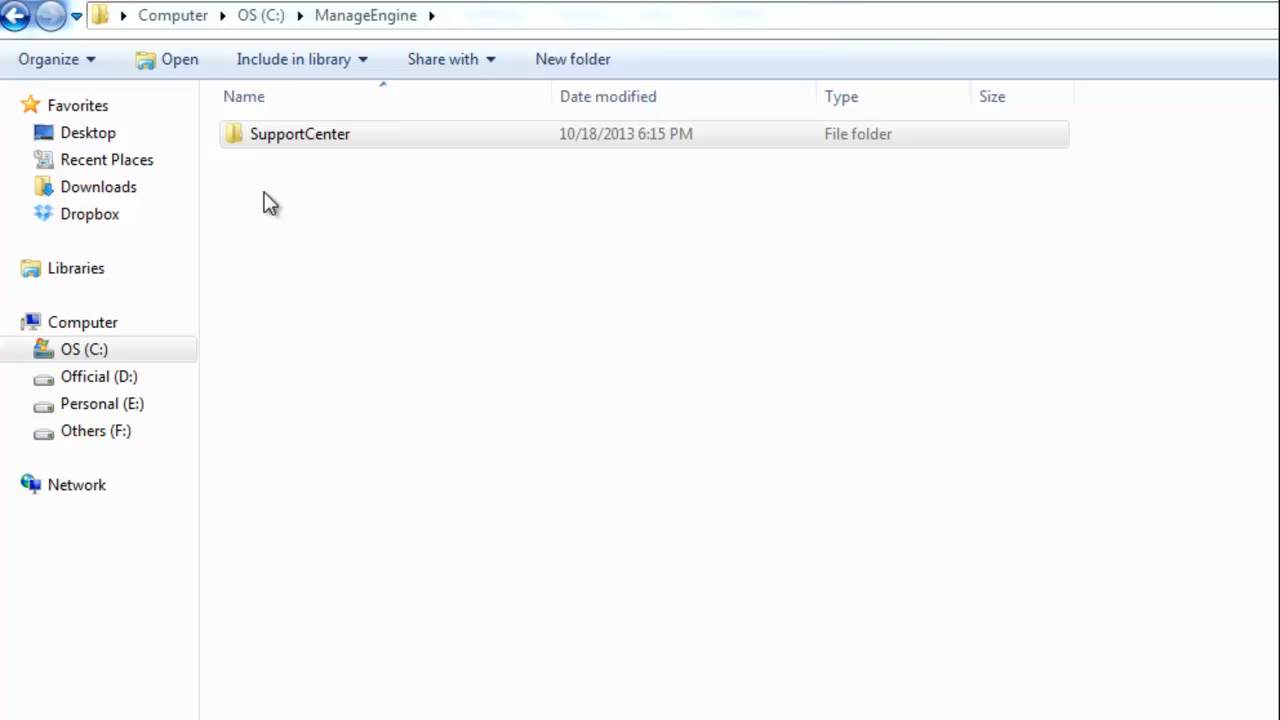 Computer OS (C:) ManageEngine
Organize Open Include in library Share with New folder
Name Date modified Type Size
SupportCenter 10/18/2013 6:15 PM File folder
Favorites
Desktop
Recent Places
Downloads
Dropbox
Libraries
Computer
OS (C:)
Official (D:)
Personal (E:)
Others (F:)
Network